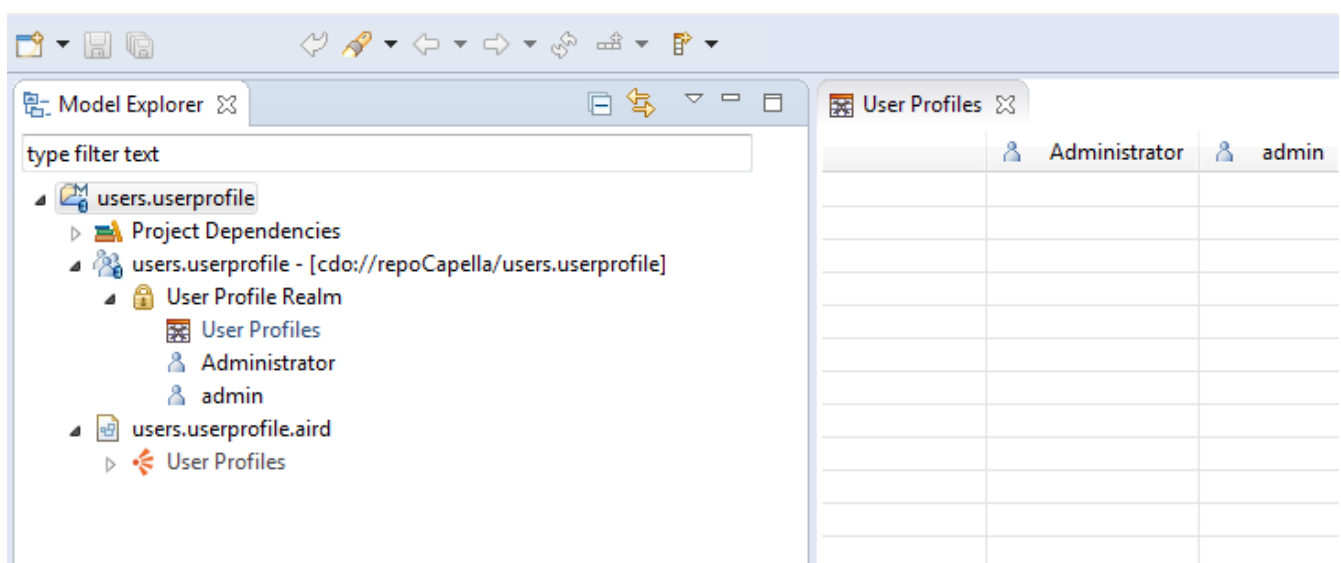 Model Explorer
User Profiles
Administrator admin
type filter text
users.userprofile
Project Dependencies
users.userprofile - [cdo://repoCapella/users.userprofile]
User Profile Realm
User Profiles
Administrator
admin
users.userprofile.aird
User Profiles